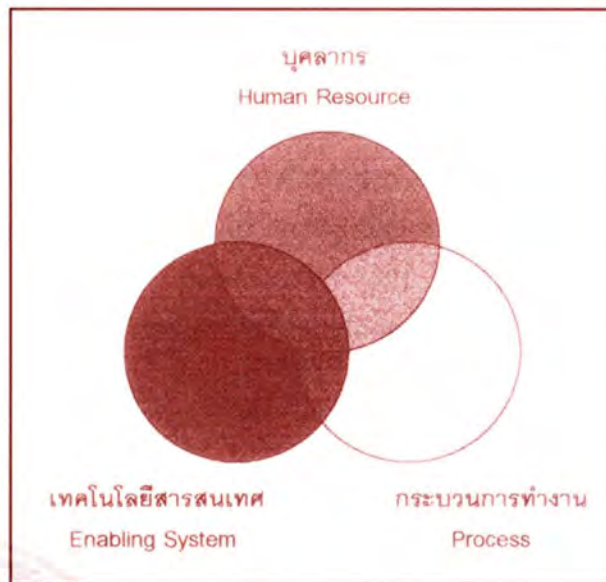 บุคลากร
Human Resource
เทคโนโลยีสารสนเทศ
Enabling System
กระบวนการทำงาน
Process